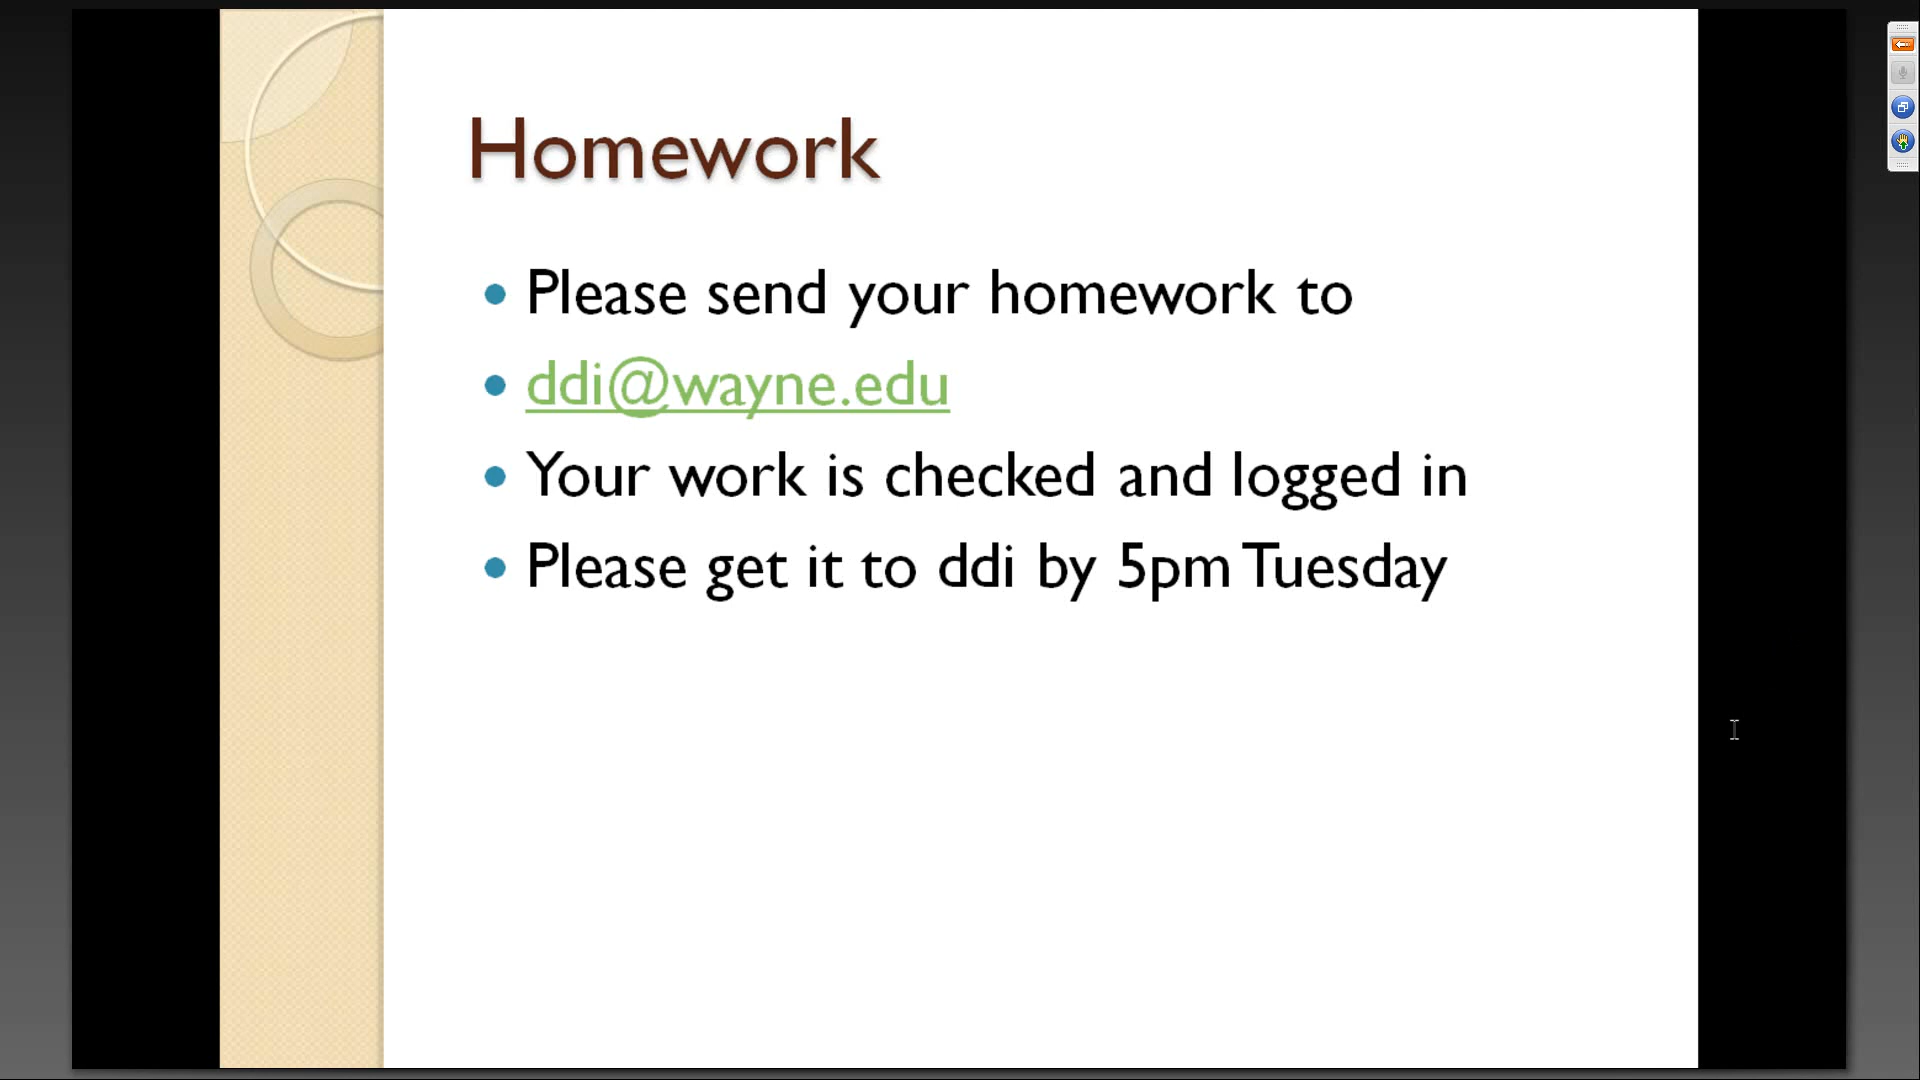 Homework
• Please send your homework to
• ddi@wayne.edu
• Your work is checked and logged in
• Please get it to ddi by 5pm Tuesday